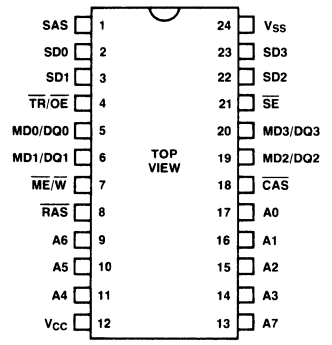 SAS 1 24 VSS
SD0 2 23 SD3
SD1 3 22 SD2
TR/OE 4 21 SE
MD0/DQ0 5 20 MD3/DQ3
MD1/DQ1 6 19 MD2/DQ2
TOP
VIEW
ME/W 7 18 CAS
RAS 8 17 A0
A6 9 16 A1
A5 10 15 A2
A4 11 14 A3
VCC 12 13 A7